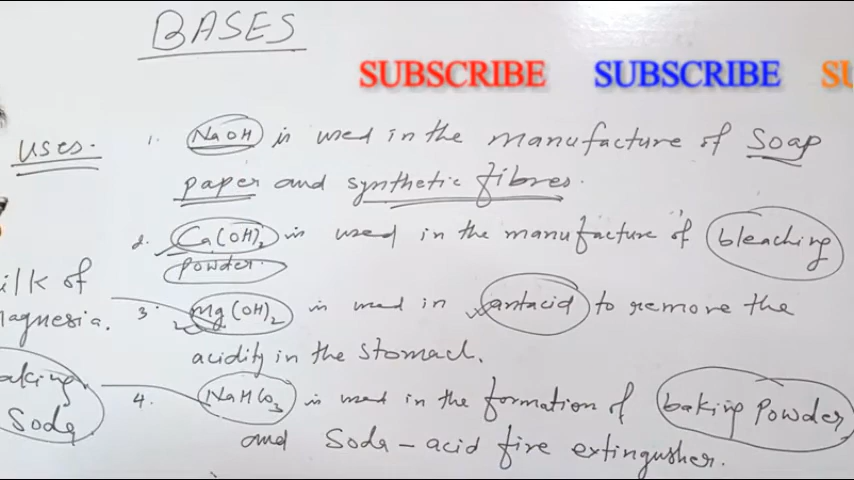 BASES
SUBSCRIBE SUBSCRIBE SU
Uses.
1. NaOH is used in the manufacture of Soap
paper and synthetic fibres.
2. Ca(OH)2 is used in the manufacture of bleaching
powder.
ilk of
agnesia.
3. Mg(OH)2 is used in antacid to remove the
acidity in the stomach.
aking
Soda
4. NaHCO3 is used in the formation of baking powder
and Soda-acid fire extinguisher.